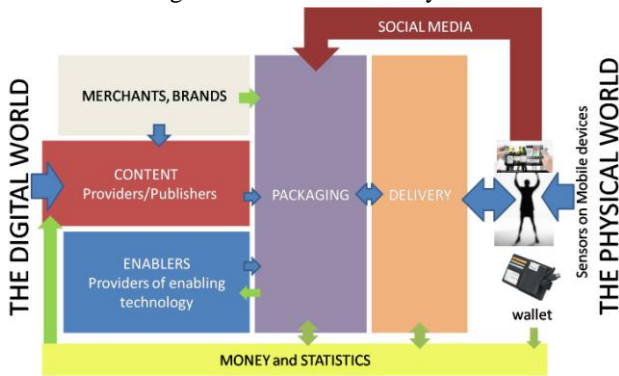 SOCIAL MEDIA
THE DIGITAL WORLD
MERCHANTS, BRANDS
CONTENT
Providers/Publishers
PACKAGING
DELIVERY
ENABLERS
Providers of enabling
technology
Sensors on Mobile devices
THE PHYSICAL WORLD
wallet
MONEY and STATISTICS